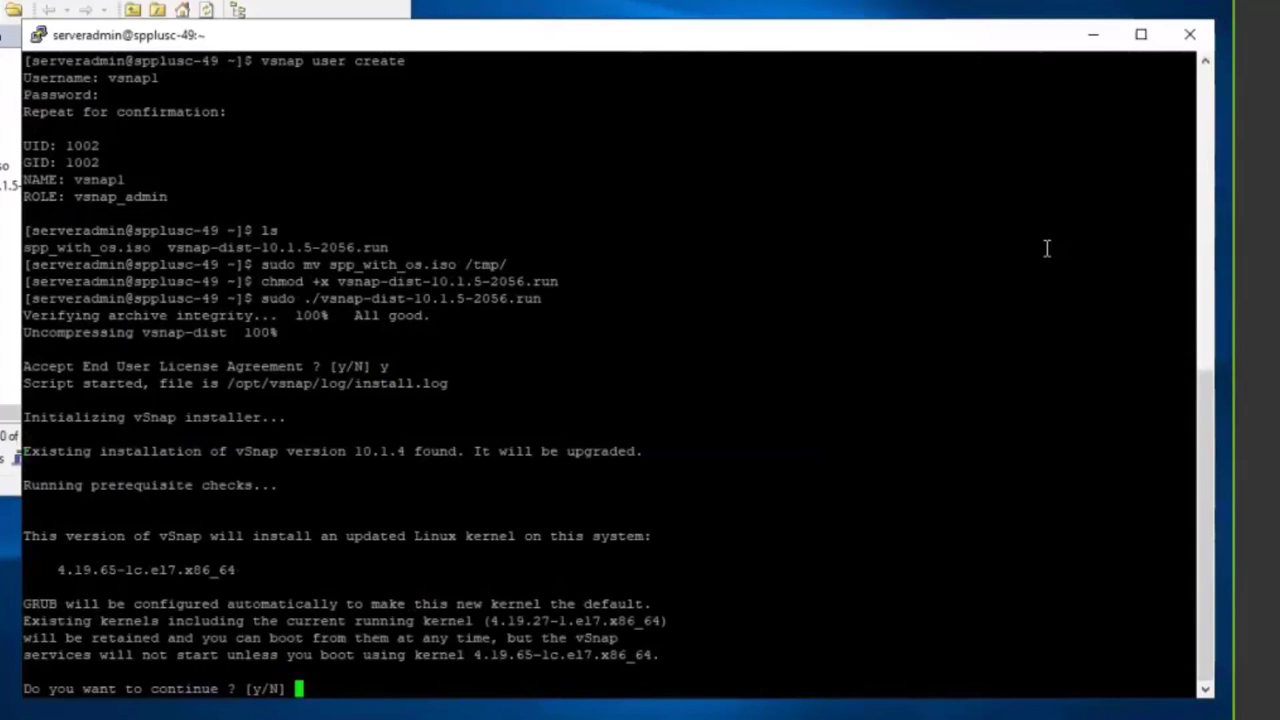 serveradmin@spplusc-49:~
[serveradmin@spplusc-49 ~]$ vsnap user create
Username: vsnap1
Password:
Repeat for confirmation:
UID: 1002
GID: 1002
NAME: vsnap1
ROLE: vsnap_admin
[serveradmin@spplusc-49 ~]$ ls
spp_with_os.iso  vsnap-dist-10.1.5-2056.run
[serveradmin@spplusc-49 ~]$ sudo mv spp_with_os.iso /tmp/
[serveradmin@spplusc-49 ~]$ chmod +x vsnap-dist-10.1.5-2056.run
[serveradmin@spplusc-49 ~]$ sudo ./vsnap-dist-10.1.5-2056.run
Verifying archive integrity...  100%   All good.
Uncompressing vsnap-dist  100%
Accept End User License Agreement ? [y/N] y
Script started, file is /opt/vsnap/log/install.log
Initializing vSnap installer...
Existing installation of vSnap version 10.1.4 found. It will be upgraded.
Running prerequisite checks...
This version of vSnap will install an updated Linux kernel on this system:
4.19.65-1c.el7.x86_64
GRUB will be configured automatically to make this new kernel the default.
Existing kernels including the current running kernel (4.19.27-1.el7.x86_64)
will be retained and you can boot from them at any time, but the vSnap
services will not start unless you boot using kernel 4.19.65-1c.el7.x86_64.
Do you want to continue ? [y/N]